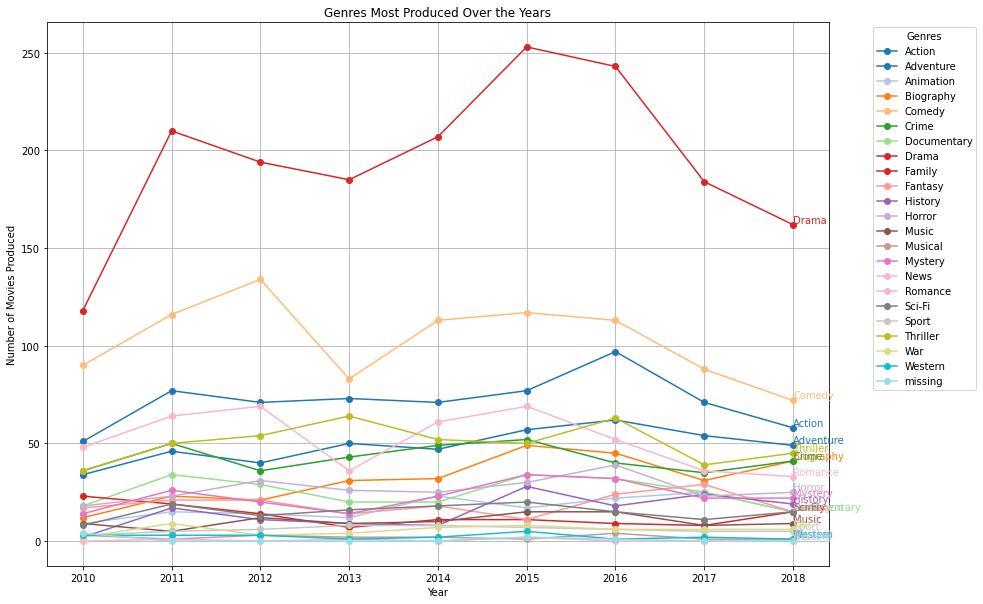 Genres Most Produced Over the Years
Number of Movies Produced
250
200
150
100
50
0
2010 2011 2012 2013 2014 2015 2016 2017 2018
Year
Drama
Comedy
Action
Adventure
Thriller
Romance
Horror
Mystery
History
Music
Sport
Western
Genres
Action
Adventure
Animation
Biography
Comedy
Crime
Documentary
Drama
Family
Fantasy
History
Horror
Music
Musical
Mystery
News
Romance
Sci-Fi
Sport
Thriller
War
Western
missing